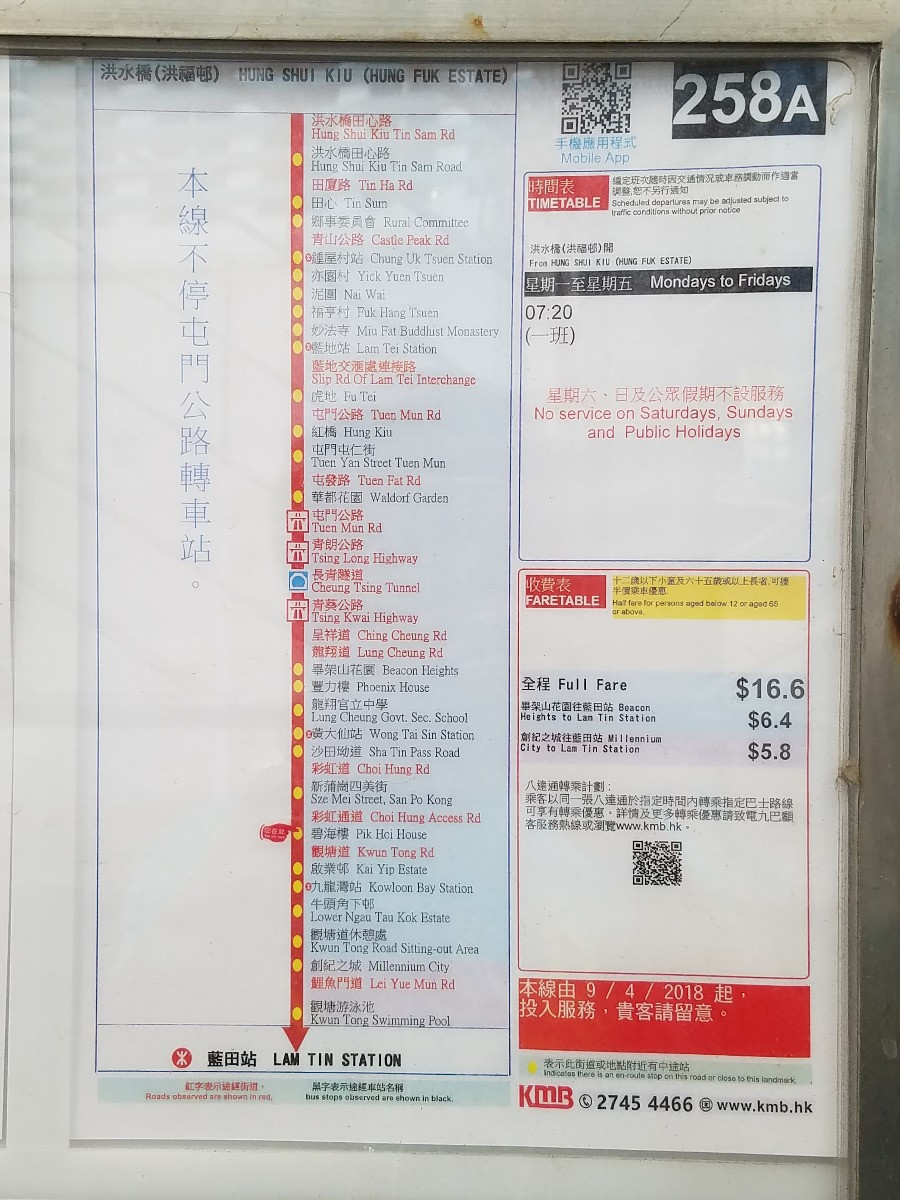 洪水橋(洪福邨) HUNG SHUI KIU (HUNG FUK ESTATE)
本線不停屯門公路轉車站。
洪水橋田心路
Hung Shui Kiu Tin Sam Rd
洪水橋田心路
Hung Shui Kiu Tin Sam Road
田廈路 Tin Ha Rd
田心 Tin Sum
鄉事委員會 Rural Committee
青山公路 Castle Peak Rd
鍾屋村站 Chung Uk Tsuen Station
亦園村 Yick Yuen Tsuen
泥圍 Nai Wai
福亨村 Fuk Hang Tsuen
妙法寺 Miu Fat Buddhist Monastery
藍地站 Lam Tei Station
藍地交滙處連接路
Slip Rd Of Lam Tei Interchange
虎地 Fu Tei
屯門公路 Tuen Mun Rd
紅橋 Hung Kiu
屯門屯仁街
Tuen Yan Street Tuen Mun
屯發路 Tuen Fat Rd
華都花園 Waldorf Garden
屯門公路
Tuen Mun Rd
青朗公路
Tsing Long Highway
長青隧道
Cheung Tsing Tunnel
青葵公路
Tsing Kwai Highway
呈祥道 Ching Cheung Rd
龍翔道 Lung Cheung Rd
畢架山花園 Beacon Heights
豐力樓 Phoenix House
龍翔官立中學
Lung Cheung Govt. Sec. School
黃大仙站 Wong Tai Sin Station
沙田坳道 Sha Tin Pass Road
彩虹道 Choi Hung Rd
新蒲崗四美街
Sze Mei Street, San Po Kong
彩虹通道 Choi Hung Access Rd
您在此
碧海樓 Pik Hoi House
觀塘道 Kwun Tong Rd
啟業邨 Kai Yip Estate
九龍灣站 Kowloon Bay Station
牛頭角下邨
Lower Ngau Tau Kok Estate
觀塘道休憩處
Kwun Tong Road Sitting-out Area
創紀之城 Millennium City
鯉魚門道 Lei Yue Mun Rd
觀塘游泳池
Kwun Tong Swimming Pool
藍田站 LAM TIN STATION
紅字表示途經街道，
Roads observed are shown in red,
黑字表示途經車站名稱
bus stops observed are shown in black.
手機應用程式
Mobile App
258A
時間表
TIMETABLE
編定班次隨時因交通情況或車務調動而作適當
調整,恕不另行通知
Scheduled departures may be adjusted subject to
traffic conditions without prior notice
洪水橋(洪福邨)開
From HUNG SHUI KIU (HUNG FUK ESTATE)
星期一至星期五 Mondays to Fridays
07:20
(一班)
星期六、日及公眾假期不設服務
No service on Saturdays, Sundays
and Public Holidays
收費表
FARETABLE
十二歲以下小童及六十五歲或以上長者,可獲
半價乘車優惠.
Half fare for persons aged below 12 or aged 65
or above.
全程 Full Fare $16.6
畢架山花園往藍田站 Beacon
Heights to Lam Tin Station $6.4
創紀之城往藍田站 Millennium
City to Lam Tin Station $5.8
八達通轉乘計劃：
乘客以同一張八達通於指定時間內轉乘指定巴士路線
可享有轉乘優惠。詳情及更多轉乘優惠請致電九巴顧
客服務熱線或瀏覽www.kmb.hk。
本線由 9 / 4 / 2018 起，
投入服務，貴客請留意。
表示此街道或地點附近有中途站
Indicates there is an en-route stop on this road or close to this landmark.
KMB 2745 4466 www.kmb.hk